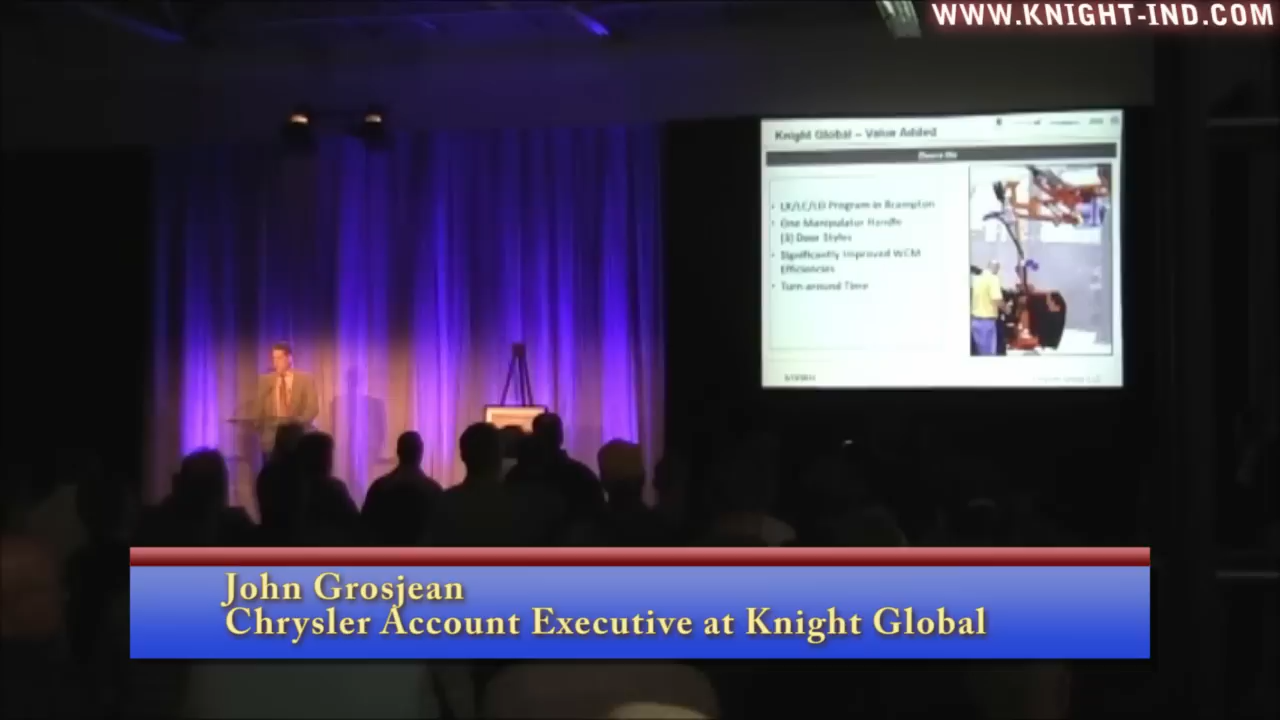 WWW.KNIGHT-IND.COM
Knight Global – Value Added
LX/LC/LD Program in Brampton
One Manipulator Handle
(3) Door Styles
Significantly Improved WCM
Efficiencies
Turn-around Time
John Grosjean
Chrysler Account Executive at Knight Global